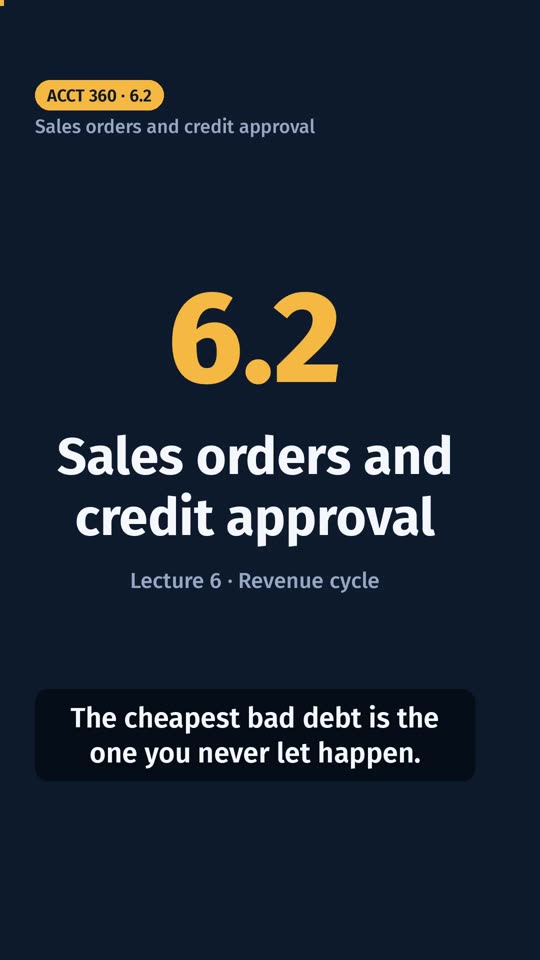 ACCT 360 · 6.2
Sales orders and credit approval
6.2
Sales orders and
credit approval
Lecture 6 · Revenue cycle
The cheapest bad debt is the
one you never let happen.